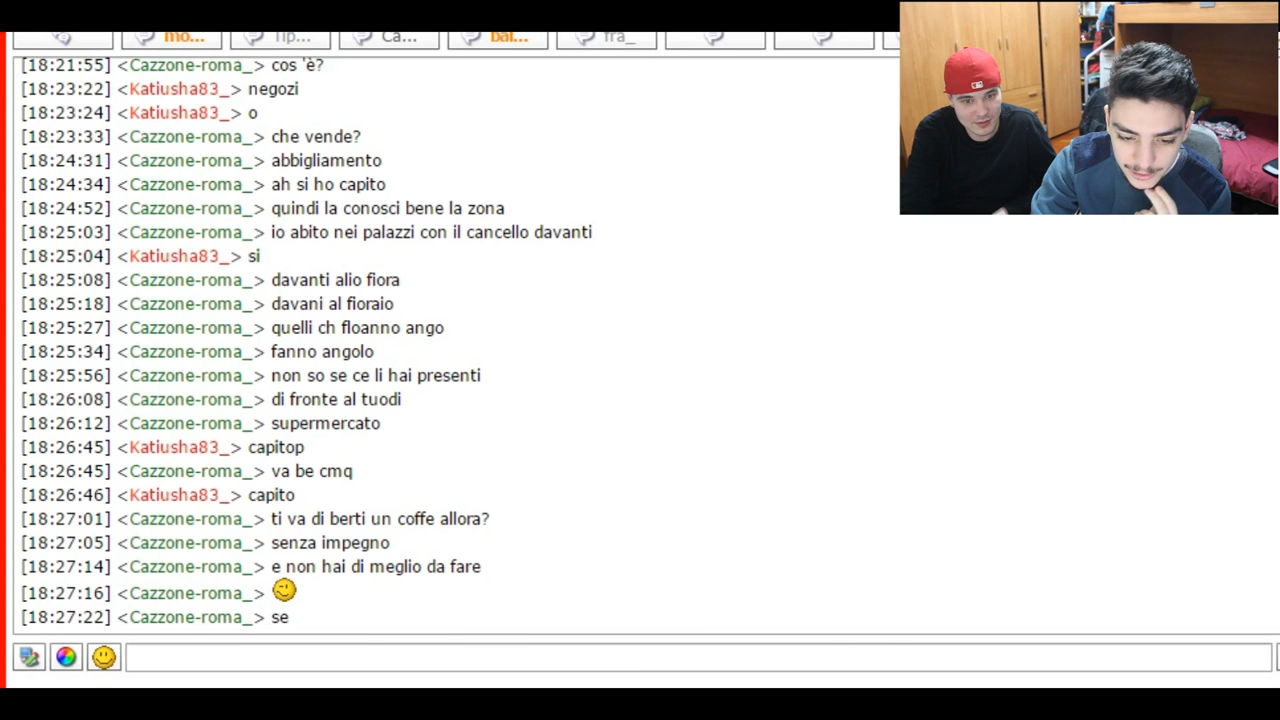 mo... Tip... Ca... bal... fra_
[18:21:55] <Cazzone-roma_> cos 'è?
[18:23:22] <Katiusha83_> negozi
[18:23:24] <Katiusha83_> o
[18:23:33] <Cazzone-roma_> che vende?
[18:24:31] <Cazzone-roma_> abbigliamento
[18:24:34] <Cazzone-roma_> ah si ho capito
[18:24:52] <Cazzone-roma_> quindi la conosci bene la zona
[18:25:03] <Cazzone-roma_> io abito nei palazzi con il cancello davanti
[18:25:04] <Katiusha83_> si
[18:25:08] <Cazzone-roma_> davanti alio fiora
[18:25:18] <Cazzone-roma_> davani al fioraio
[18:25:27] <Cazzone-roma_> quelli ch floanno ango
[18:25:34] <Cazzone-roma_> fanno angolo
[18:25:56] <Cazzone-roma_> non so se ce li hai presenti
[18:26:08] <Cazzone-roma_> di fronte al tuodi
[18:26:12] <Cazzone-roma_> supermercato
[18:26:45] <Katiusha83_> capitop
[18:26:45] <Cazzone-roma_> va be cmq
[18:26:46] <Katiusha83_> capito
[18:27:01] <Cazzone-roma_> ti va di berti un coffe allora?
[18:27:05] <Cazzone-roma_> senza impegno
[18:27:14] <Cazzone-roma_> e non hai di meglio da fare
[18:27:16] <Cazzone-roma_>
[18:27:22] <Cazzone-roma_> se